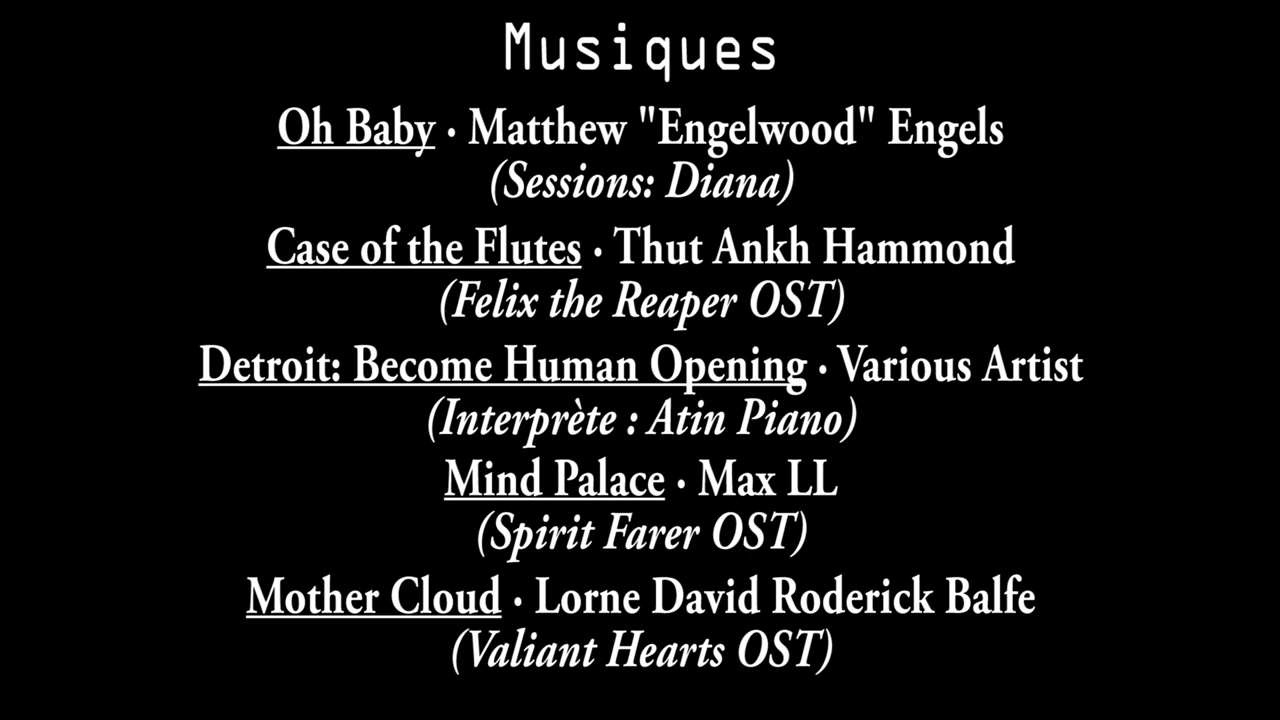 Musiques
Oh Baby · Matthew "Engelwood" Engels
(Sessions: Diana)
Case of the Flutes · Thut Ankh Hammond
(Felix the Reaper OST)
Detroit: Become Human Opening · Various Artist
(Interprète : Atin Piano)
Mind Palace · Max LL
(Spirit Farer OST)
Mother Cloud · Lorne David Roderick Balfe
(Valiant Hearts OST)